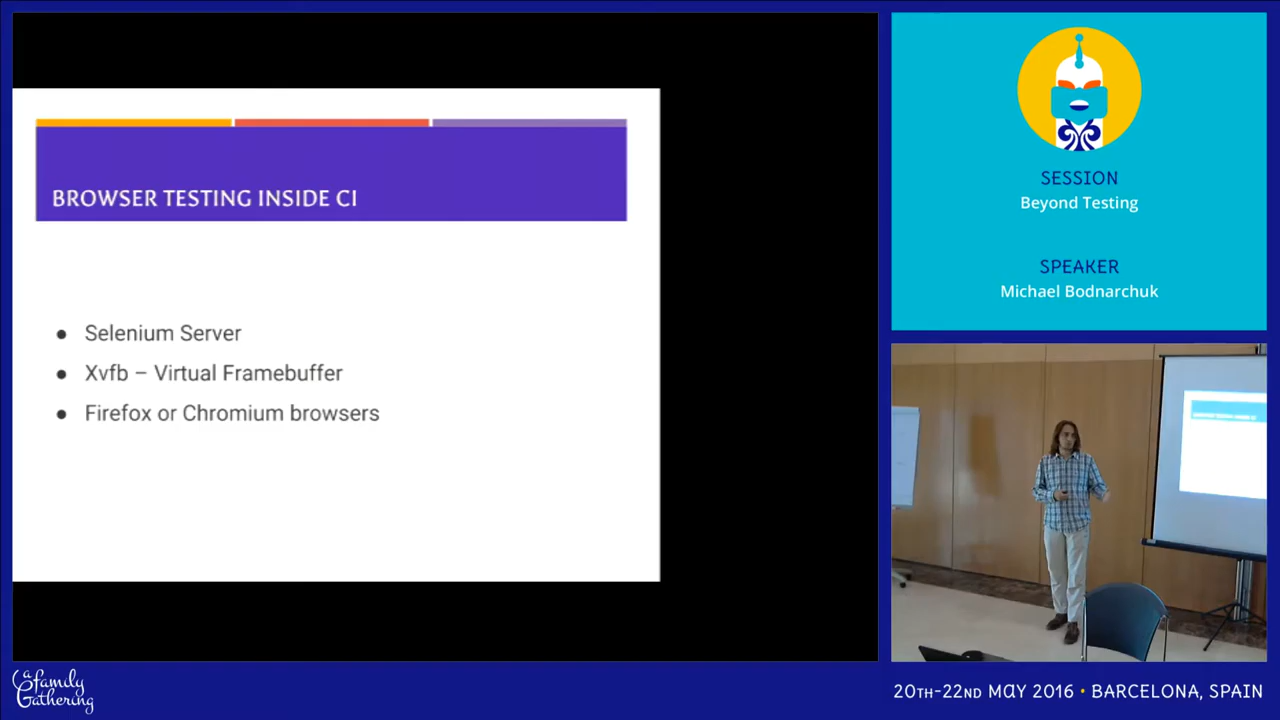 BROWSER TESTING INSIDE CI
● Selenium Server
● Xvfb – Virtual Framebuffer
● Firefox or Chromium browsers
SESSION
Beyond Testing
SPEAKER
Michael Bodnarchuk
a family
Gathering
20TH-22ND MAY 2016 • BARCELONA, SPAIN